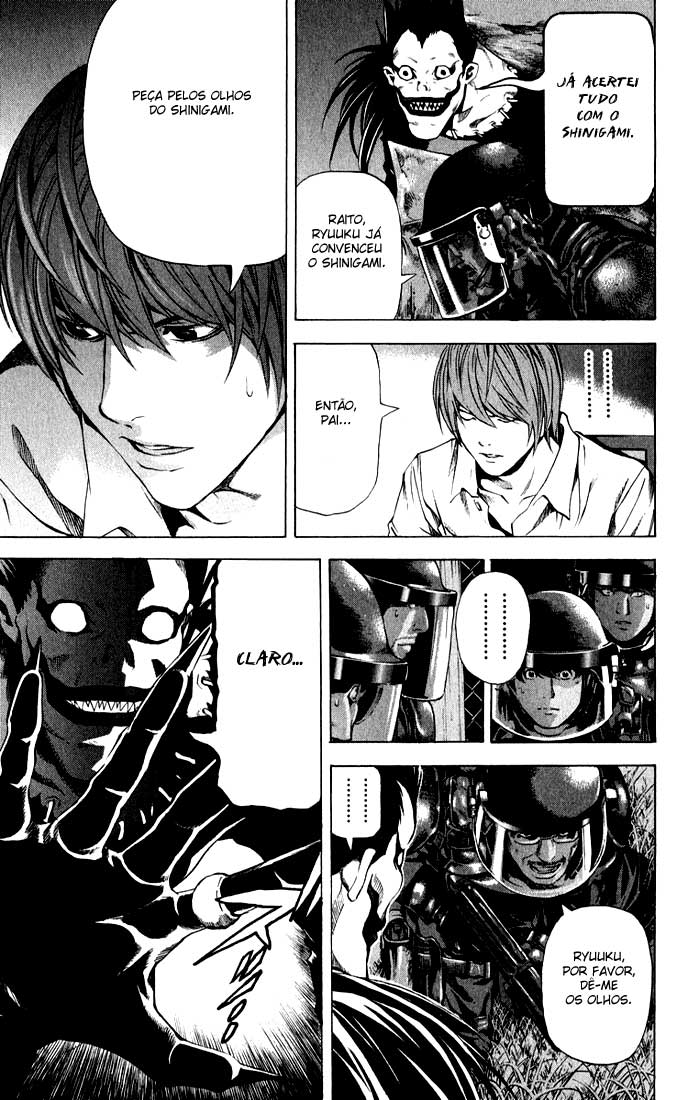 JÁ ACERTEI
TUDO
COM O
SHINIGAMI.
RAITO,
RYUUKU JÁ
CONVENCEU
O SHINIGAMI.
PEÇA PELOS OLHOS
DO SHINIGAMI.
ENTÃO,
PAI...
RYUUKU,
POR FAVOR,
DÊ-ME
OS OLHOS.
CLARO...